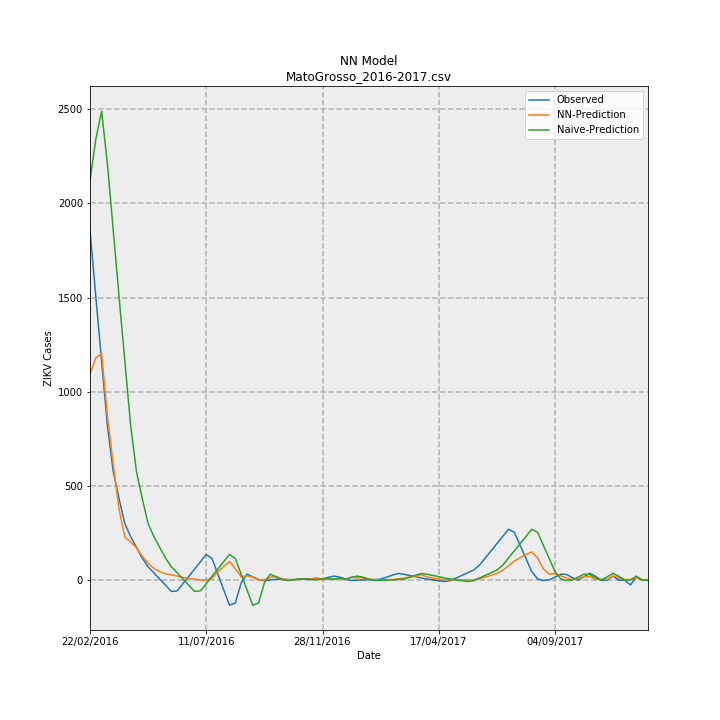 NN Model
MatoGrosso_2016-2017.csv
Observed
NN-Prediction
Naive-Prediction
2500
2000
1500
1000
500
0
ZIKV Cases
22/02/2016 11/07/2016 28/11/2016 17/04/2017 04/09/2017
Date